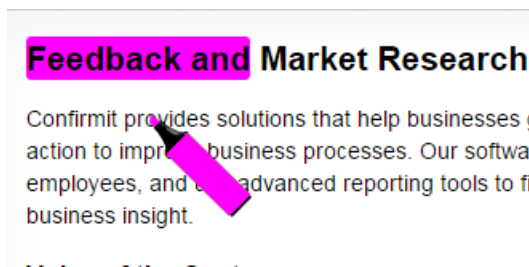 Feedback and Market Research
Confirmit provides solutions that help businesses
action to business processes. Our
employees, and advanced reporting tools to
business insight.